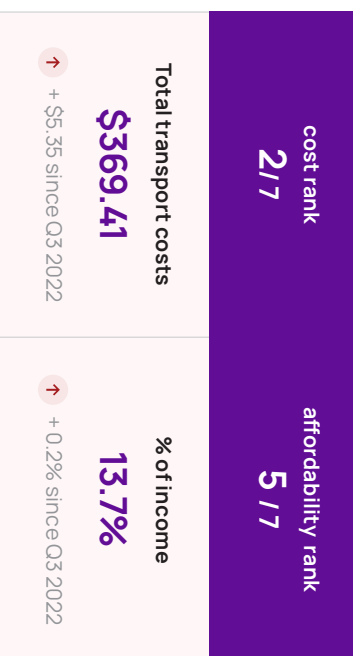 cost rank
2/7
affordability rank
5/7
Total transport costs
$369.41
+ $5.35 since Q3 2022
% of income
13.7%
+ 0.2% since Q3 2022